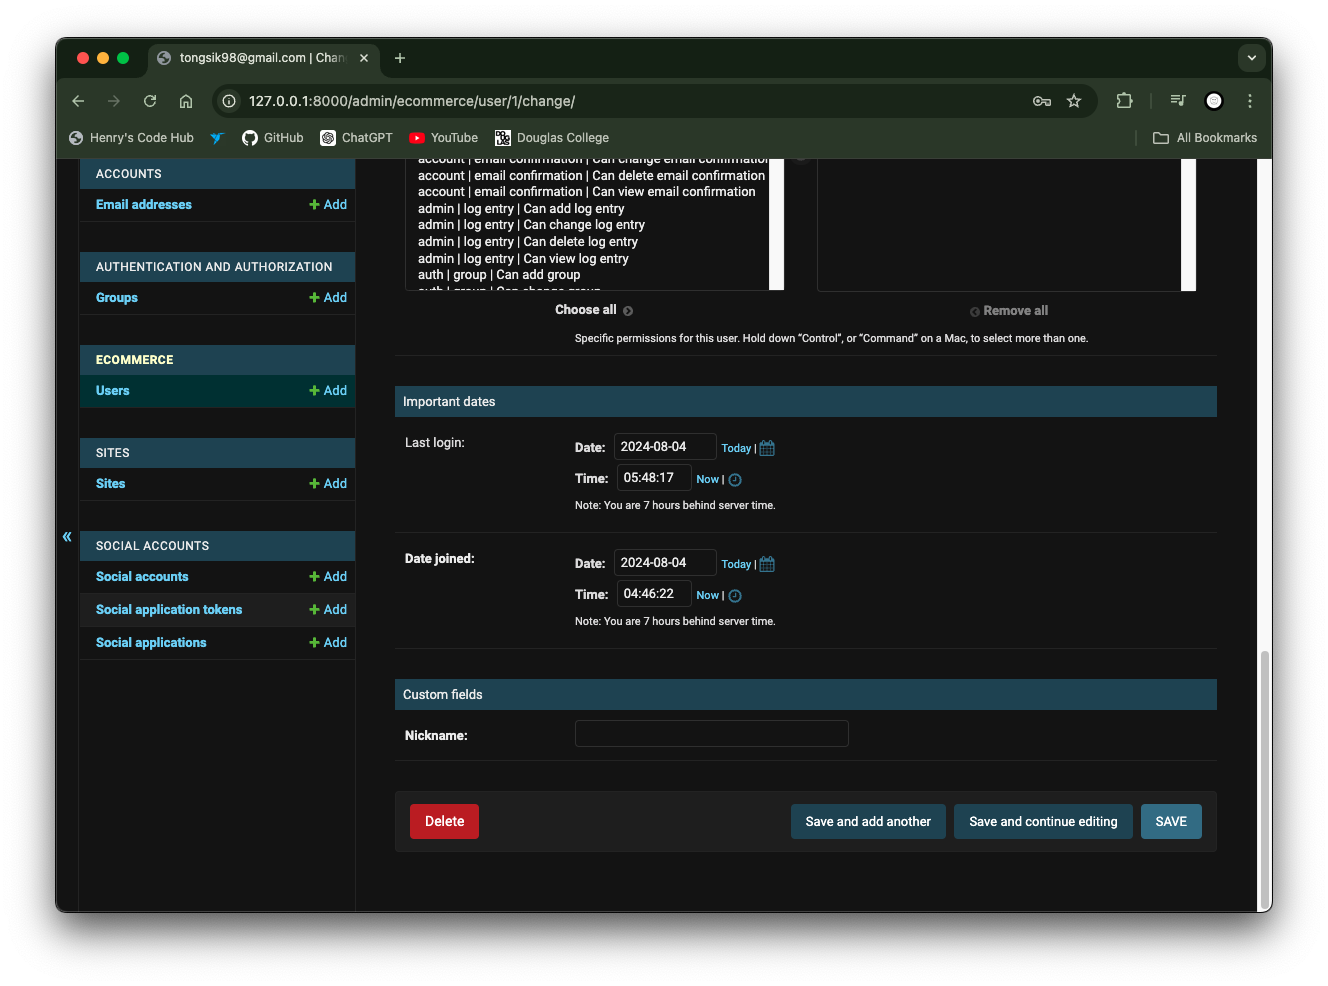 tongsik98@gmail.com | Chan
127.0.0.1:8000/admin/ecommerce/user/1/change/
Henry's Code Hub GitHub ChatGPT YouTube Douglas College All Bookmarks
ACCOUNTS
Email addresses Add
AUTHENTICATION AND AUTHORIZATION
Groups Add
ECOMMERCE
Users Add
SITES
Sites Add
«
SOCIAL ACCOUNTS
Social accounts Add
Social application tokens Add
Social applications Add
account | email confirmation | Can change email confirmation
account | email confirmation | Can delete email confirmation
account | email confirmation | Can view email confirmation
admin | log entry | Can add log entry
admin | log entry | Can change log entry
admin | log entry | Can delete log entry
admin | log entry | Can view log entry
auth | group | Can add group
auth | group | Can change group
Choose all Remove all
Specific permissions for this user. Hold down “Control”, or “Command” on a Mac, to select more than one.
Important dates
Last login:
Date: 2024-08-04 Today |
Time: 05:48:17 Now |
Note: You are 7 hours behind server time.
Date joined:
Date: 2024-08-04 Today |
Time: 04:46:22 Now |
Note: You are 7 hours behind server time.
Custom fields
Nickname:
Delete Save and add another Save and continue editing SAVE